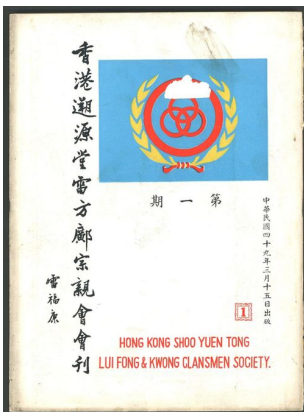 香港遡源堂雷方鄺宗親會會刊
雷福康
第一期
中華民國四十九年三月十五日出版
1
HONG KONG SHOO YUEN TONG
LUI FONG & KWONG CLANSMEN SOCIETY.